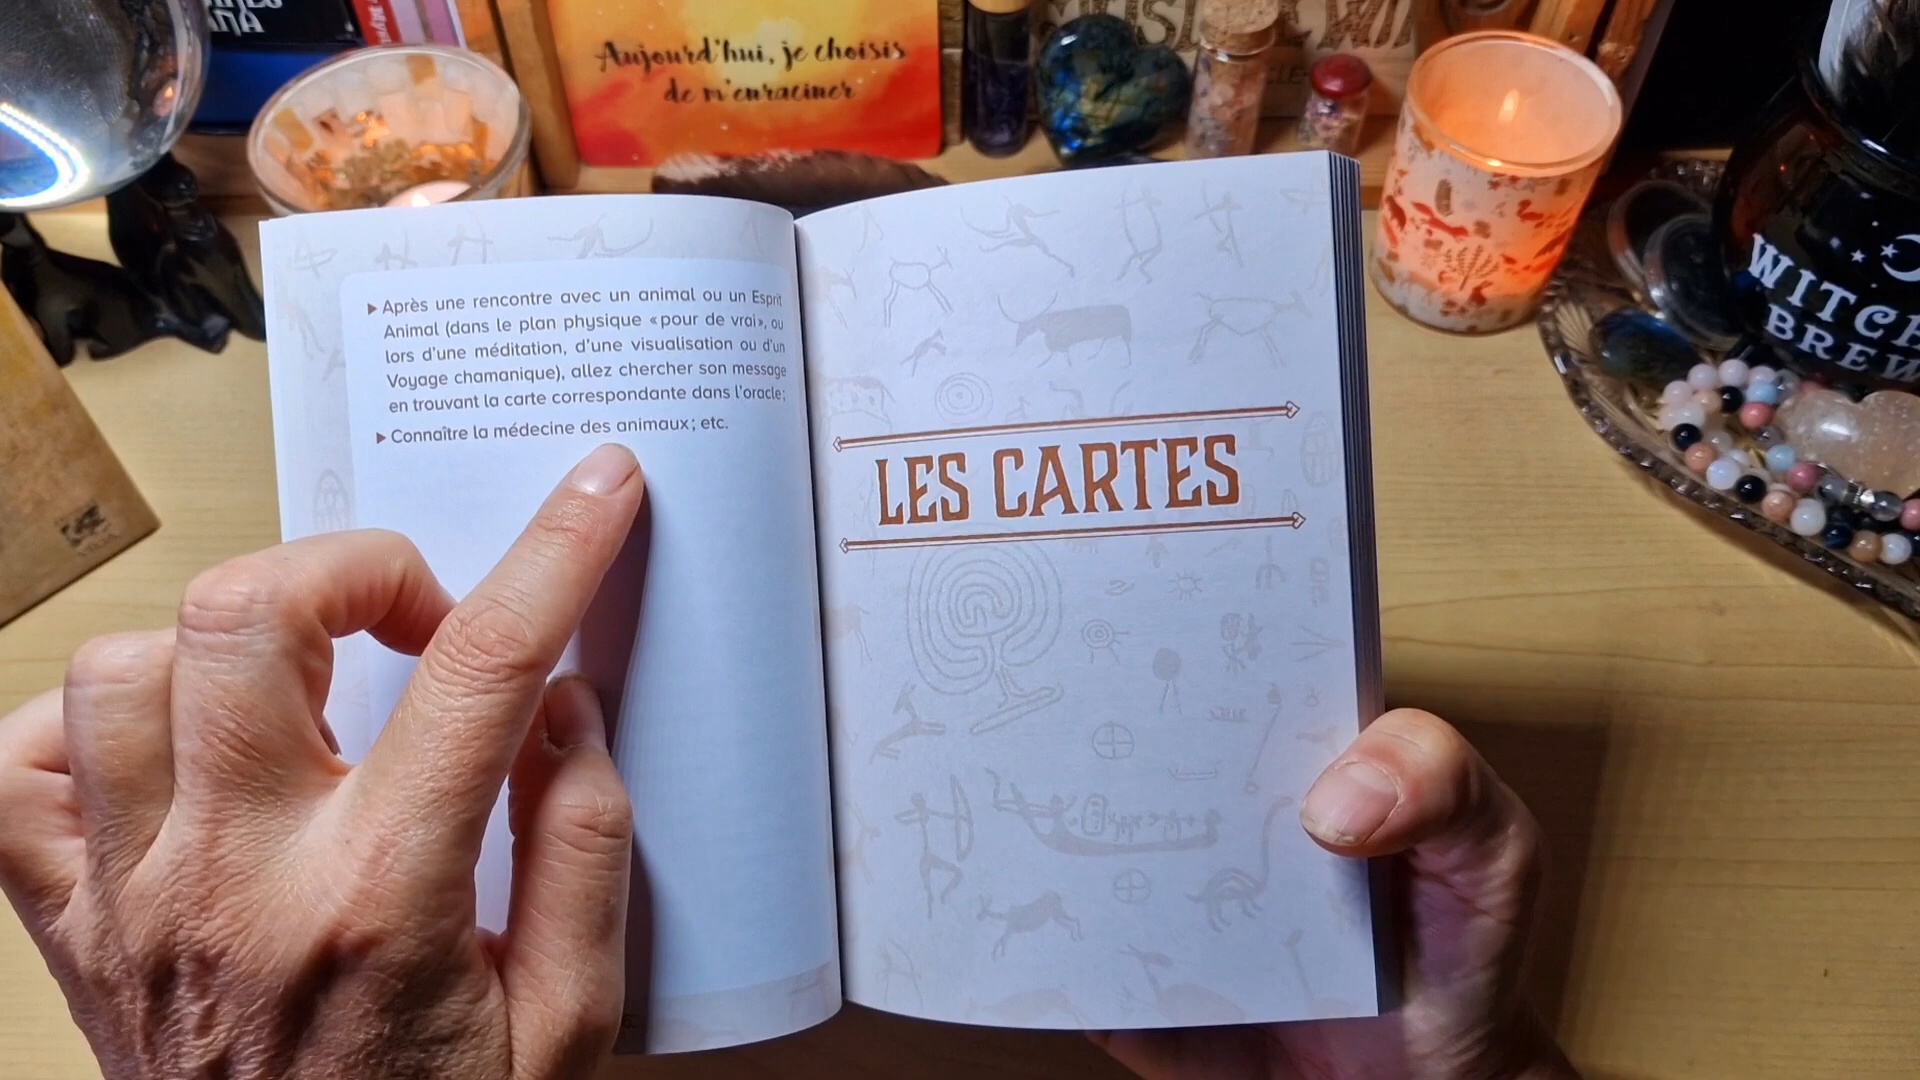 Aujourd'hui, je choisis
de m'enraciner
▶ Après une rencontre avec un animal ou un Esprit
Animal (dans le plan physique «pour de vrai», ou
lors d'une méditation, d'une visualisation ou d'un
Voyage chamanique), allez chercher son message
en trouvant la carte correspondante dans l'oracle;
▶ Connaître la médecine des animaux; etc.
LES CARTES
WITCH
BREW